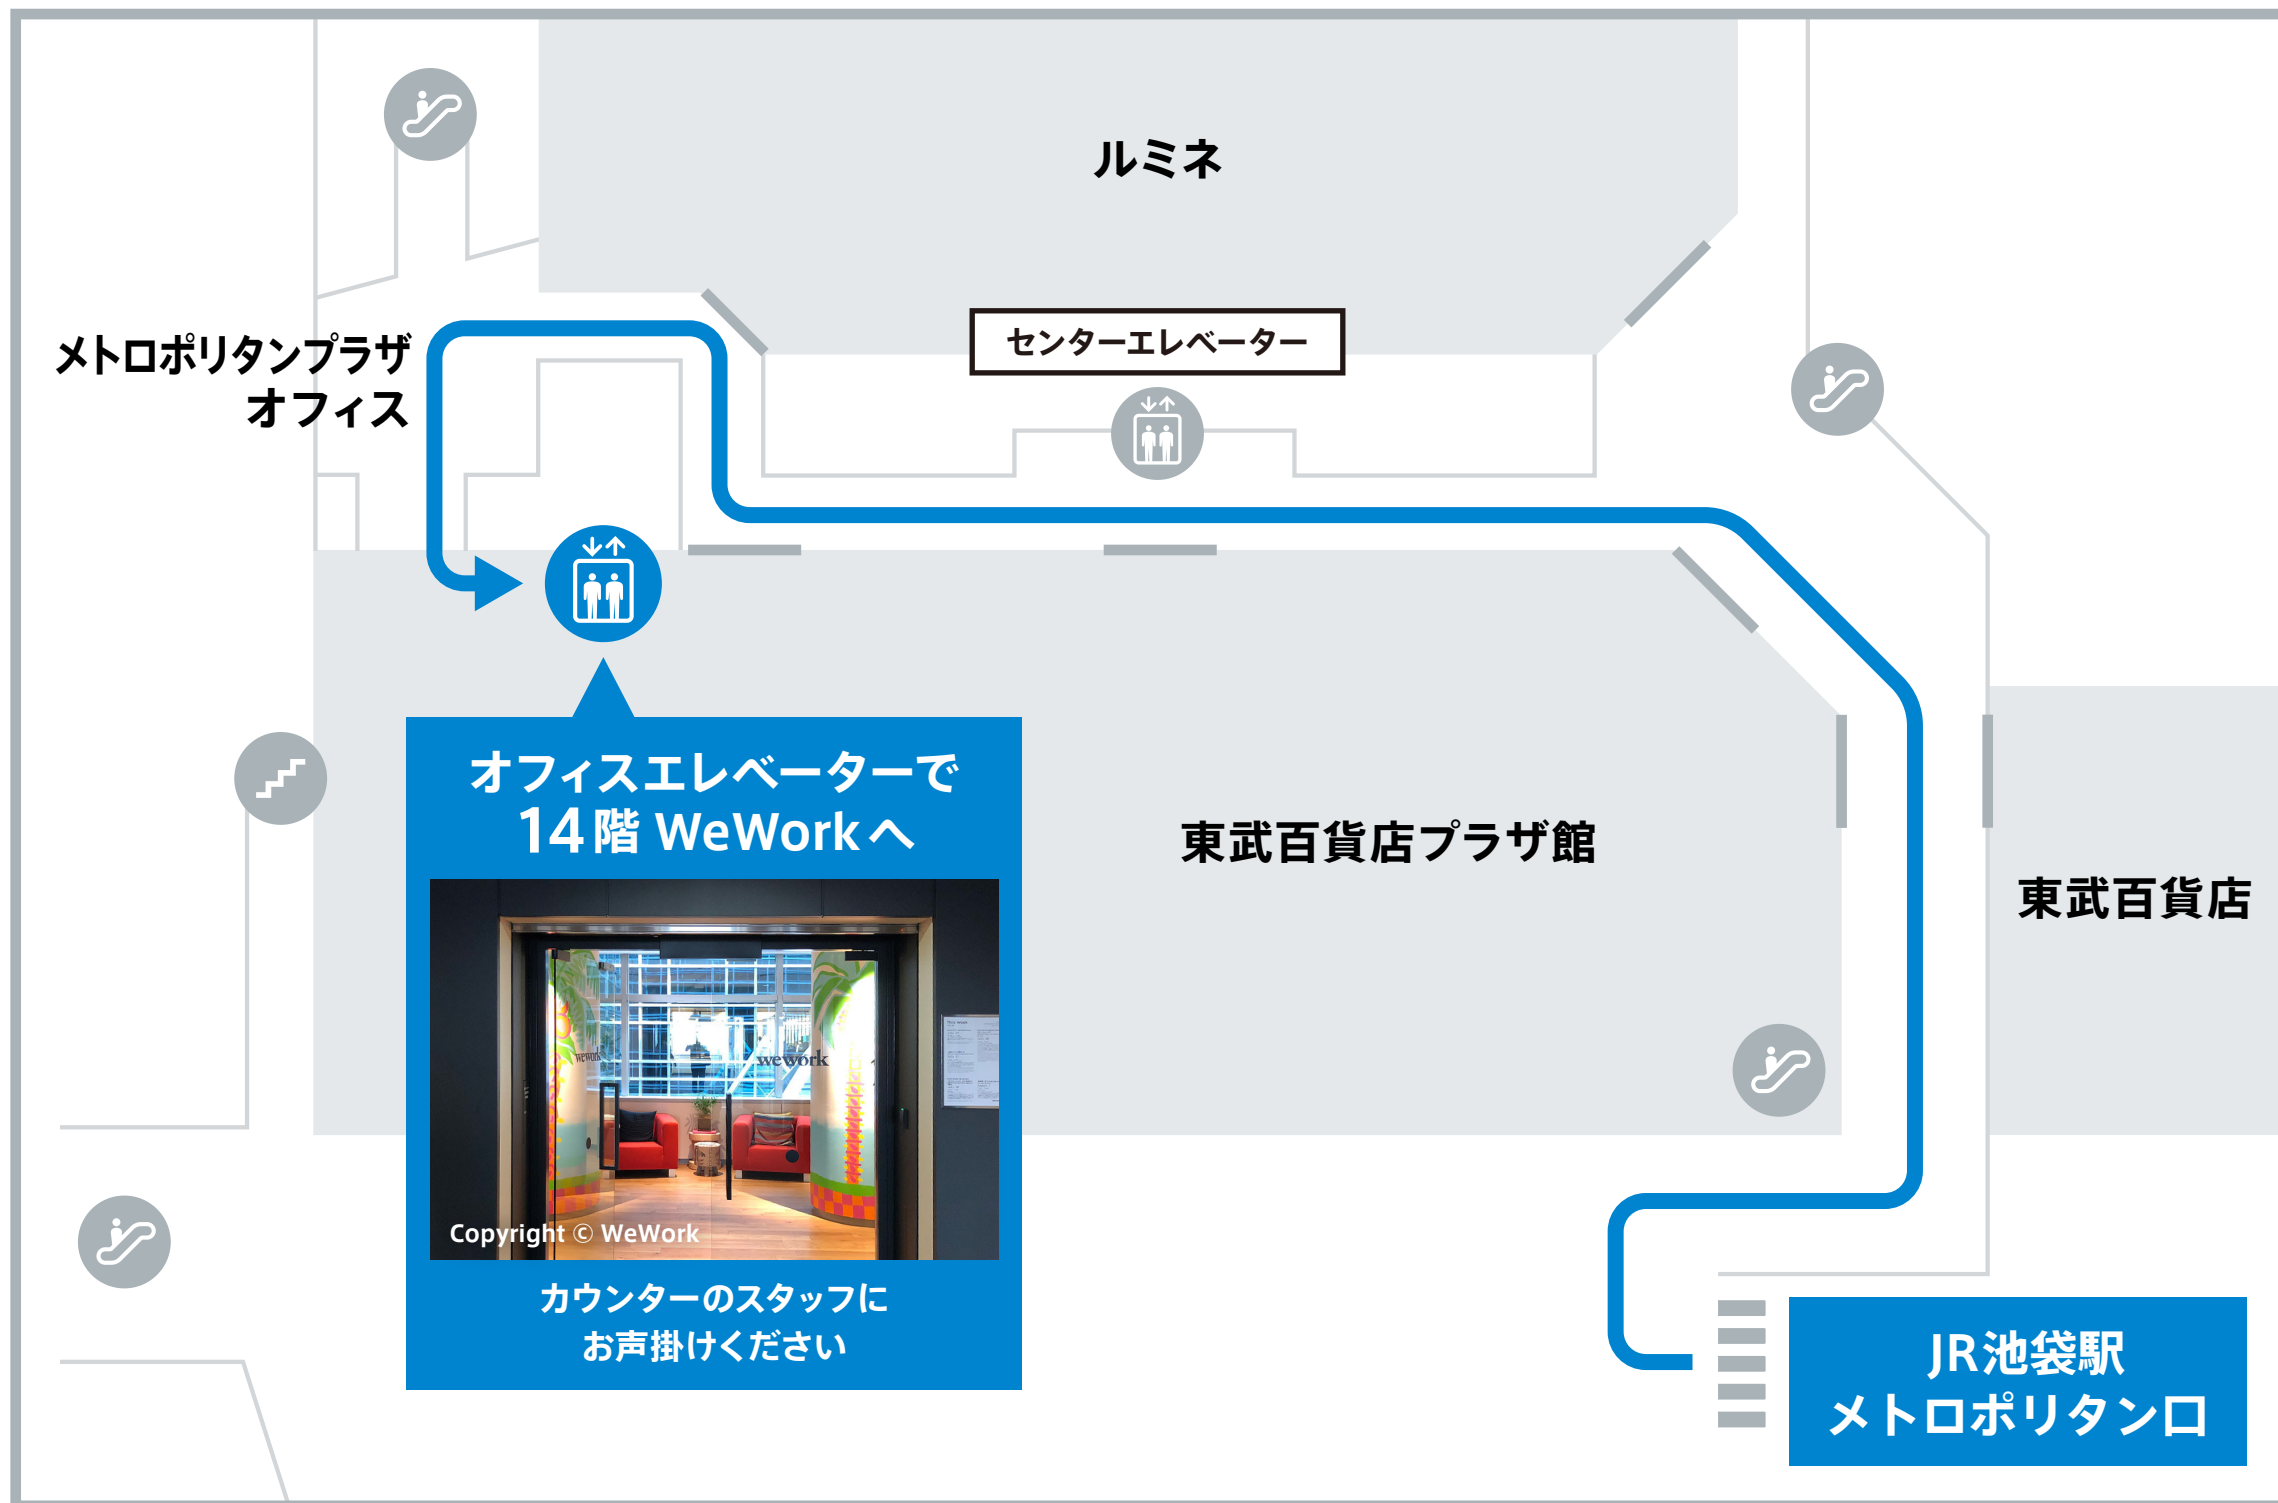 ルミネ
センターエレベーター
メトロポリタンプラザ
オフィス
オフィスエレベーターで
14階 WeWorkへ
wework
wework
Copyright © WeWork
カウンターのスタッフに
お声掛けください
東武百貨店プラザ館
東武百貨店
JR池袋駅
メトロポリタン口